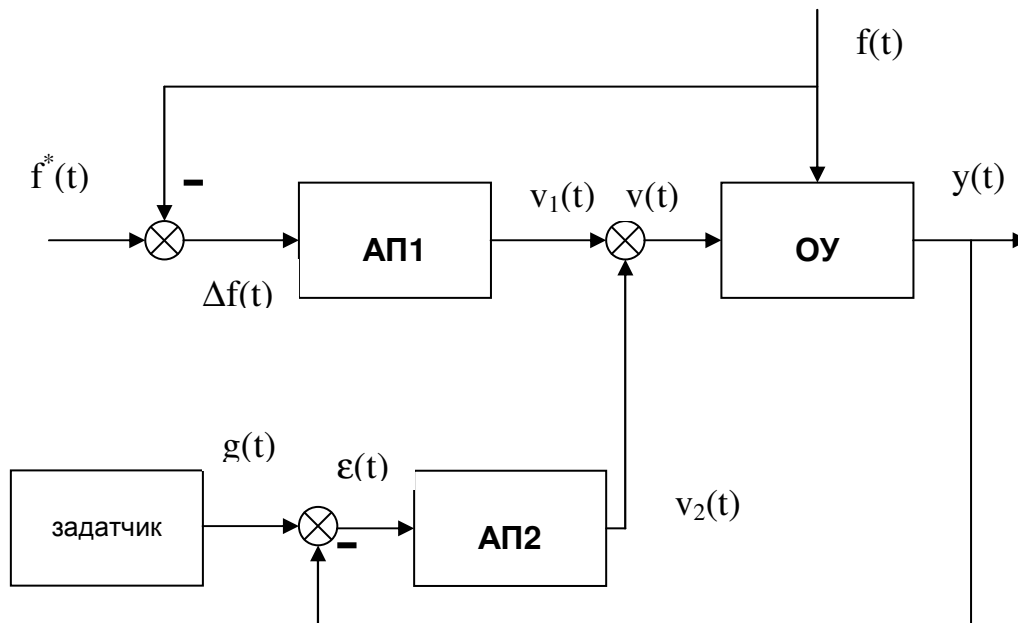 f(t)
f*(t)
-
АП1
v₁(t)
v(t)
ОУ
y(t)
Δf(t)
g(t)
ε(t)
задатчик
-
АП2
v₂(t)